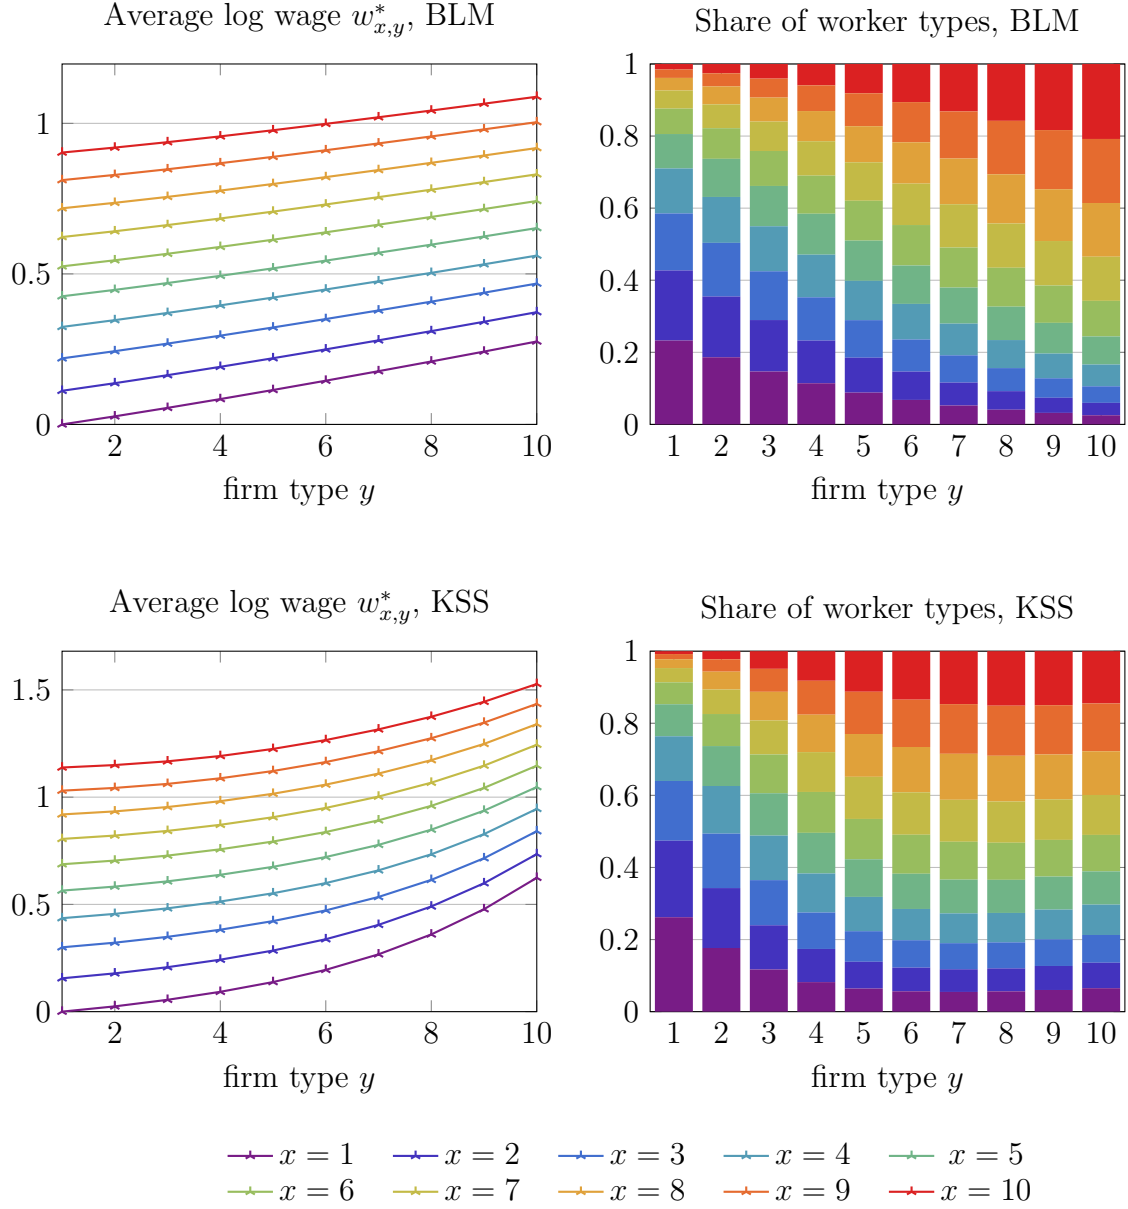 Average log wage w*x,y, BLM
1
0.5
0
2 4 6 8 10
firm type y
Share of worker types, BLM
1
0.8
0.6
0.4
0.2
0
1 2 3 4 5 6 7 8 9 10
firm type y
Average log wage w*x,y, KSS
1.5
1
0.5
0
2 4 6 8 10
firm type y
Share of worker types, KSS
1
0.8
0.6
0.4
0.2
0
1 2 3 4 5 6 7 8 9 10
firm type y
x = 1 x = 2 x = 3 x = 4 x = 5
x = 6 x = 7 x = 8 x = 9 x = 10